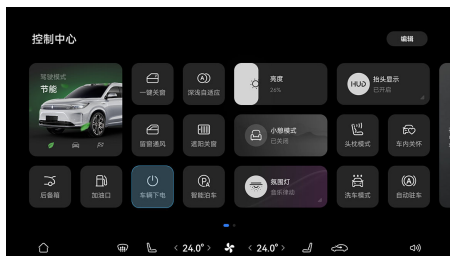 控制中心
编辑
驾驶模式
节能
一键关窗
深浅自适应
亮度
26%
HUD
抬头显示
已开启
窗窗通风
遮阳关窗
小憩模式
已关闭
头枕模式
车内关怀
后备箱
加油口
车辆下电
智能泊车
氛围灯
音乐律动
洗车模式
自动驻车
< 24.0° >
< 24.0° >